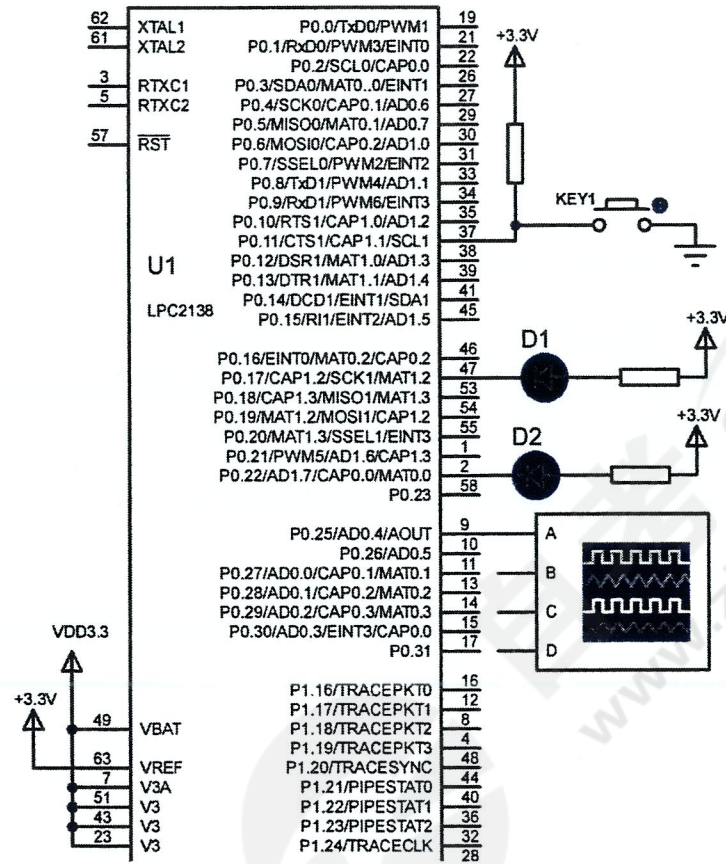 62 XTAL1 P0.0/TxD0/PWM1 19
61 XTAL2 P0.1/RxD0/PWM3/EINT0 21
P0.2/SCL0/CAP0.0 22
3 RTXC1 P0.3/SDA0/MAT0..0/EINT1 26
5 RTXC2 P0.4/SCK0/CAP0.1/AD0.6 27
P0.5/MISO0/MAT0.1/AD0.7 29
57 RST P0.6/MOSI0/CAP0.2/AD1.0 30
P0.7/SSEL0/PWM2/EINT2 31
P0.8/TxD1/PWM4/AD1.1 33
P0.9/RxD1/PWM6/EINT3 34
P0.10/RTS1/CAP1.0/AD1.2 35
P0.11/CTS1/CAP1.1/SCL1 37
P0.12/DSR1/MAT1.0/AD1.3 38
P0.13/DTR1/MAT1.1/AD1.4 39
P0.14/DCD1/EINT1/SDA1 41
P0.15/RI1/EINT2/AD1.5 45
U1
LPC2138
+3.3V
KEY1
P0.16/EINT0/MAT0.2/CAP0.2 46
P0.17/CAP1.2/SCK1/MAT1.2 47
P0.18/CAP1.3/MISO1/MAT1.3 53
P0.19/MAT1.2/MOSI1/CAP1.2 54
P0.20/MAT1.3/SSEL1/EINT3 55
P0.21/PWM5/AD1.6/CAP1.3 1
P0.22/AD1.7/CAP0.0/MAT0.0 2
P0.23 58
D1
+3.3V
D2
+3.3V
P0.25/AD0.4/AOUT 9 A
P0.26/AD0.5 10
P0.27/AD0.0/CAP0.1/MAT0.1 11 B
P0.28/AD0.1/CAP0.2/MAT0.2 13
P0.29/AD0.2/CAP0.3/MAT0.3 14 C
P0.30/AD0.3/EINT3/CAP0.0 15
P0.31 17 D
VDD3.3
+3.3V
P1.16/TRACEPKT0 16
P1.17/TRACEPKT1 12
49 VBAT P1.18/TRACEPKT2 8
P1.19/TRACEPKT3 4
63 VREF P1.20/TRACESYNC 48
7 V3A P1.21/PIPESTAT0 44
51 V3 P1.22/PIPESTAT1 40
43 V3 P1.23/PIPESTAT2 36
23 V3 P1.24/TRACECLK 32
28